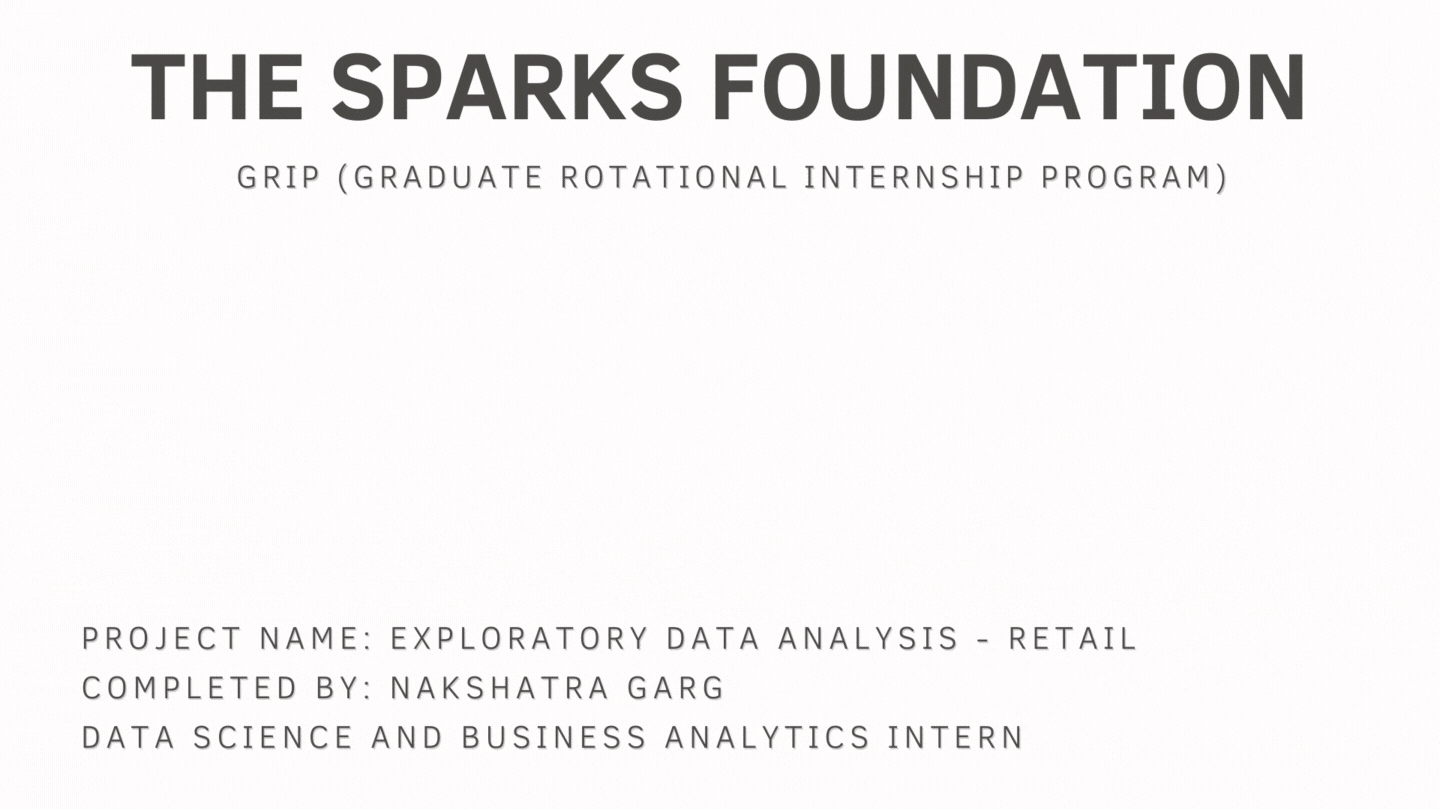 THE SPARKS FOUNDATION
GRIP (GRADUATE ROTATIONAL INTERNSHIP PROGRAM)
PROJECT NAME: EXPLORATORY DATA ANALYSIS - RETAIL
COMPLETED BY: NAKSHATRA GARG
DATA SCIENCE AND BUSINESS ANALYTICS INTERN